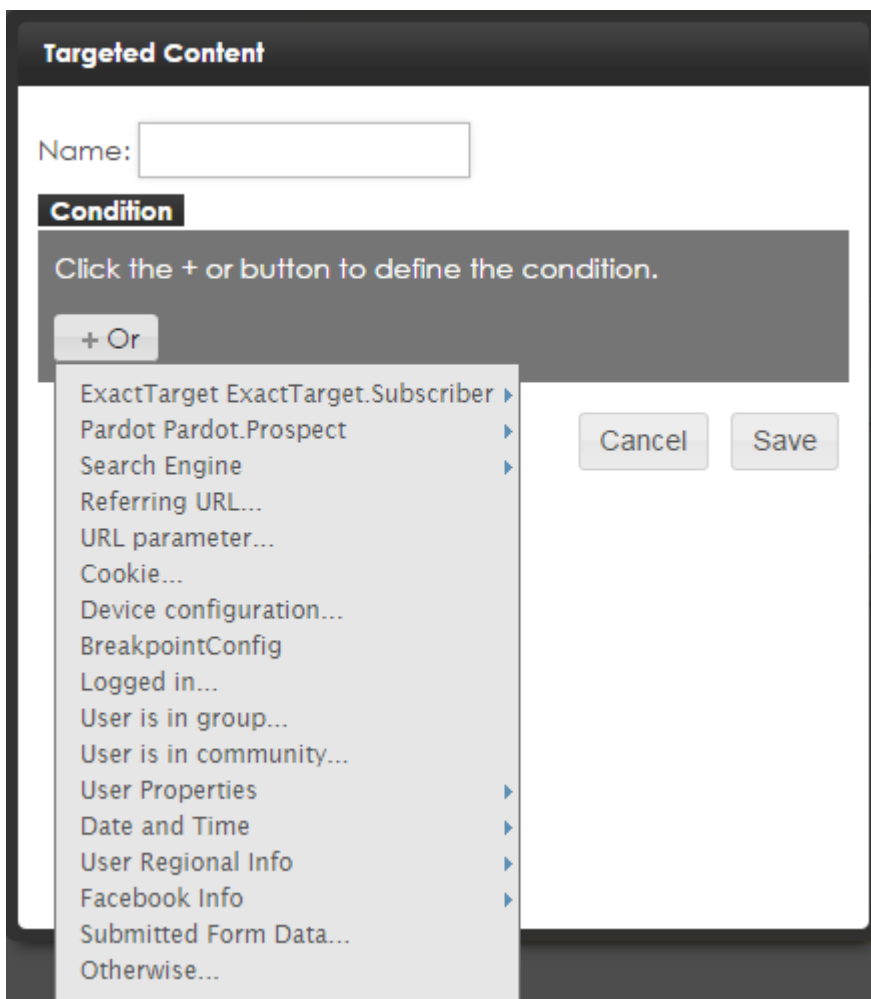 Targeted Content
Name:
Condition
Click the + or button to define the condition.
+ Or
ExactTarget ExactTarget.Subscriber
Pardot Pardot.Prospect
Search Engine
Referring URL...
URL parameter...
Cookie...
Device configuration...
BreakpointConfig
Logged in...
User is in group...
User is in community...
User Properties
Date and Time
User Regional Info
Facebook Info
Submitted Form Data...
Otherwise...
Cancel Save